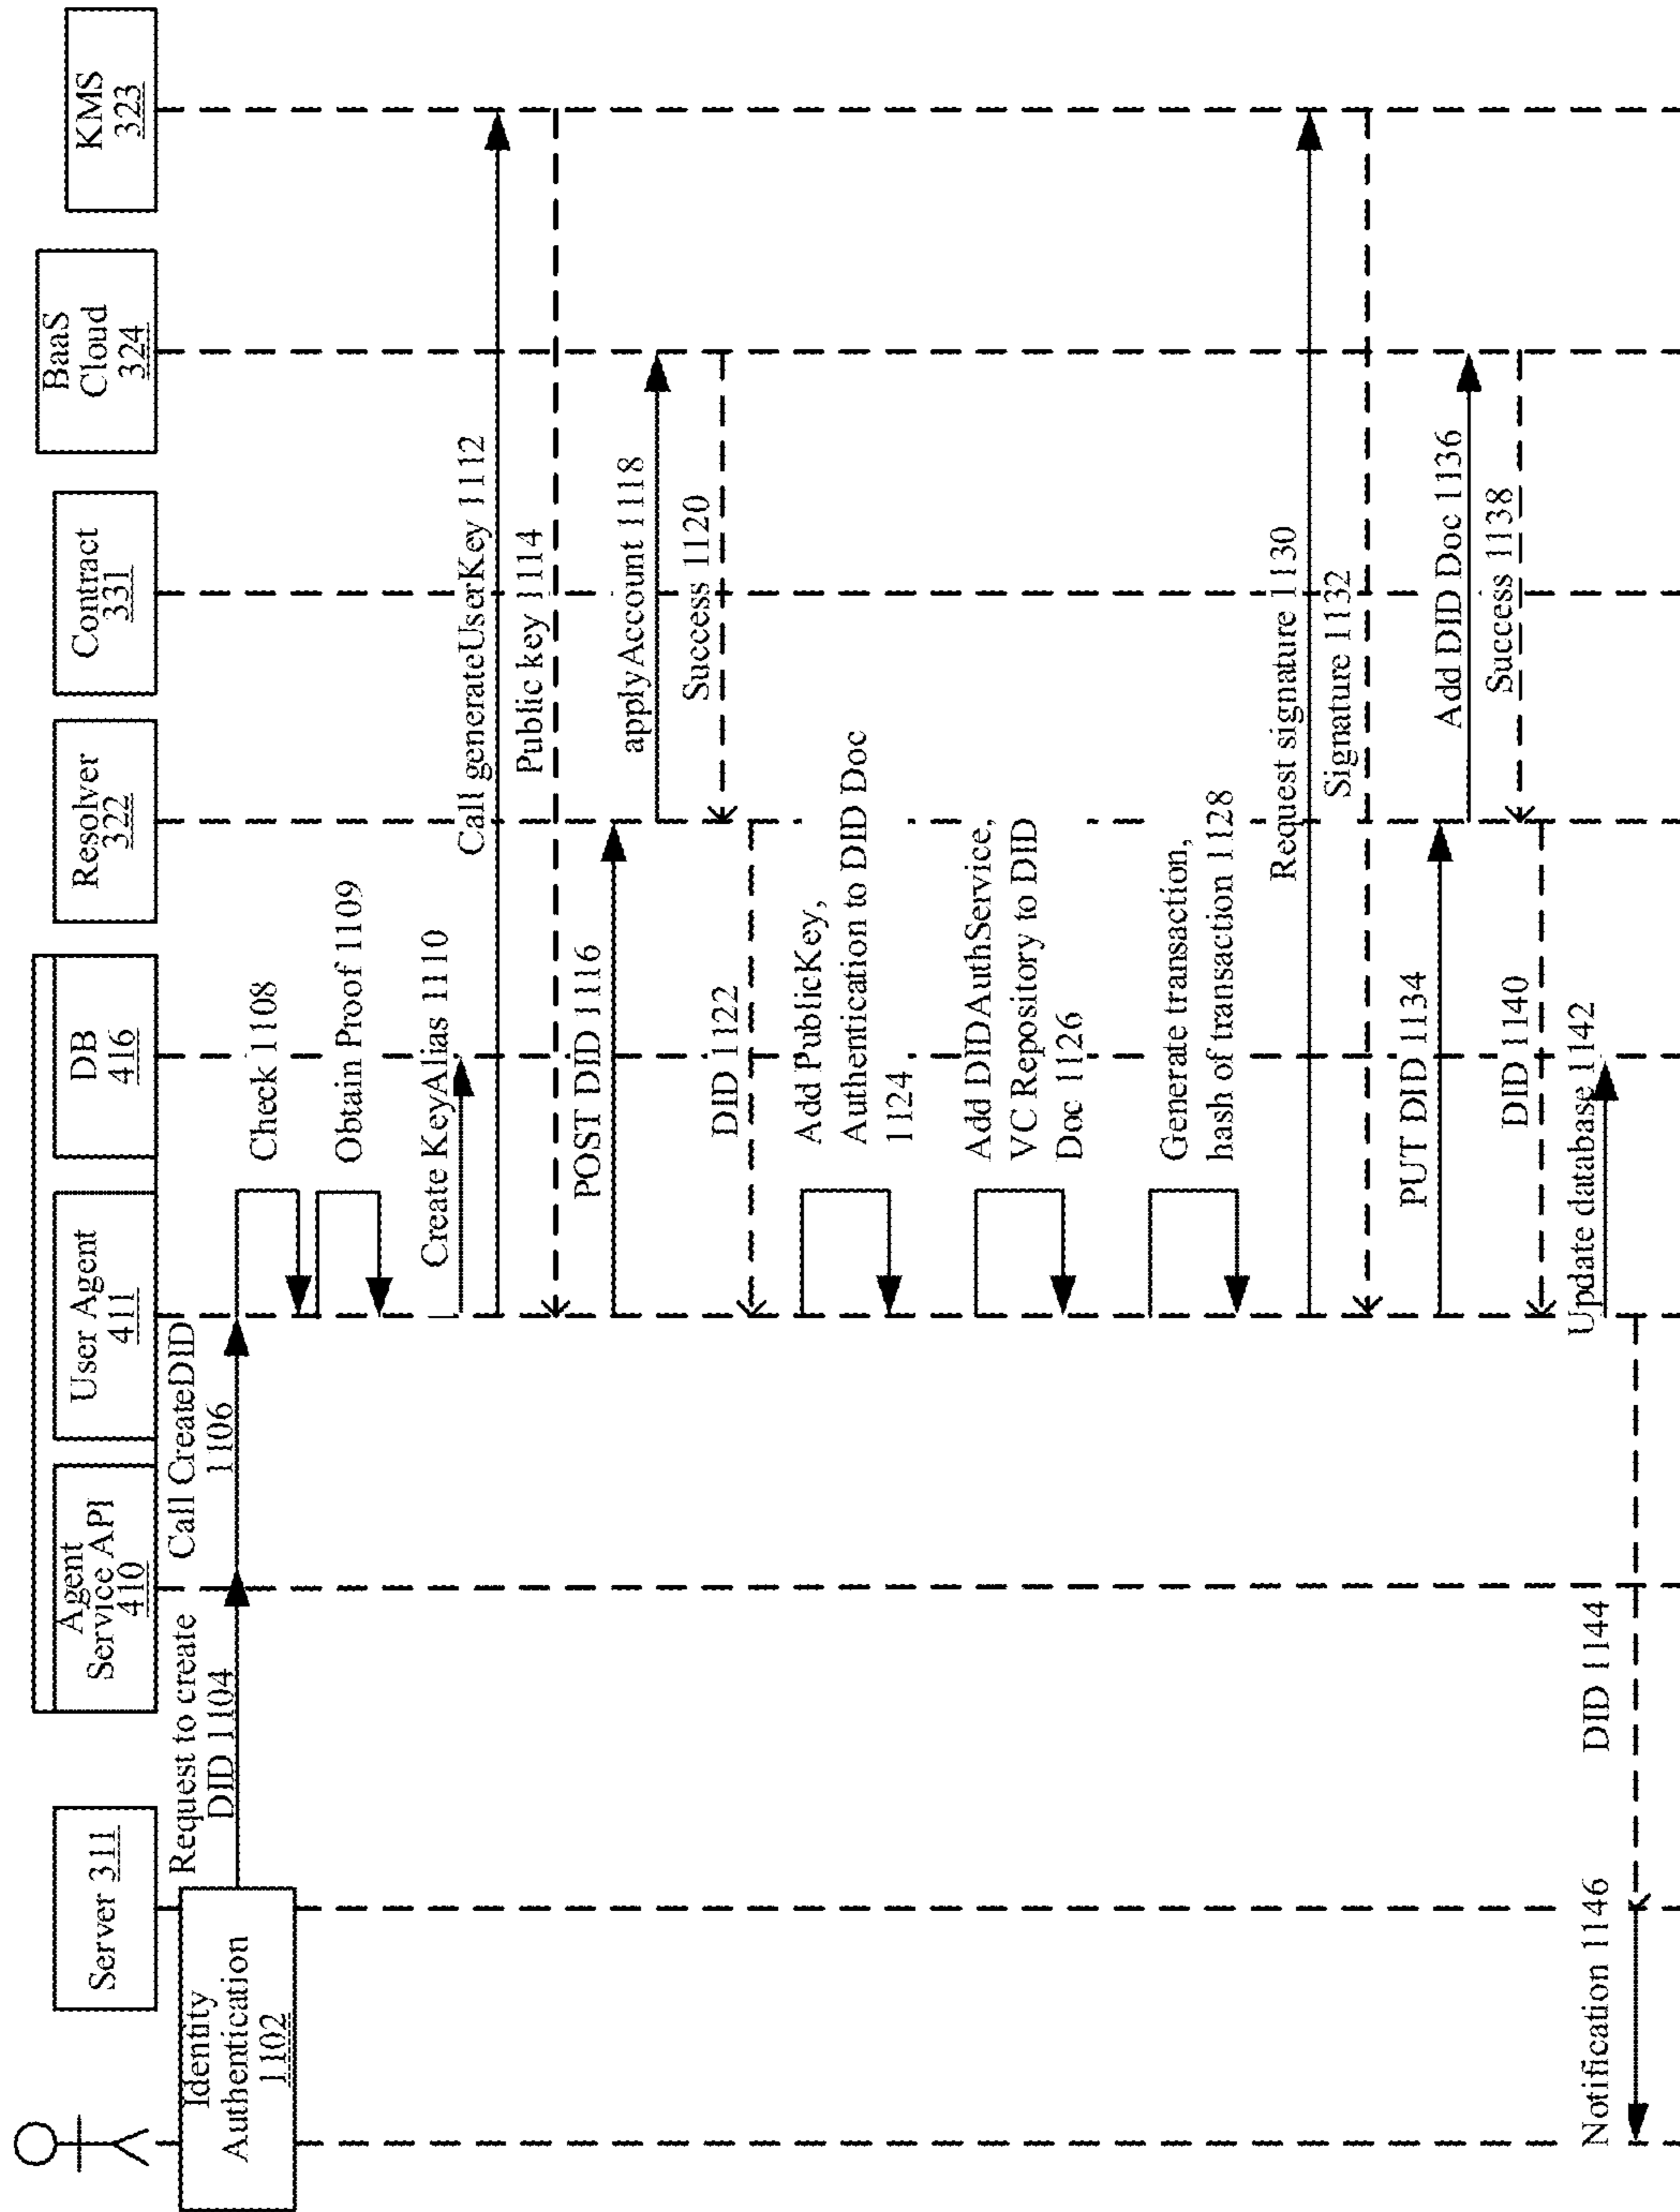 Server 311
Agent
Service API
410
User Agent
411
DB
416
Resolver
322
Contract
331
BaaS
Cloud
324
KMS
323
Identity
Authentication
1102
Request to create
DID 1104
Call CreateDID
1106
Check 1108
Obtain Proof 1109
Create KeyAlias 1110
Call generateUserKey 1112
Public key 1114
POST DID 1116
applyAccount 1118
Success 1120
DID 1122
Add PublicKey,
Authentication to DID Doc
1124
Add DIDAuthService,
VC Repository to DID
Doc 1126
Generate transaction,
hash of transaction 1128
Request signature 1130
Signature 1132
PUT DID 1134
Add DID Doc 1136
Success 1138
DID 1140
Update database 1142
DID 1144
Notification 1146